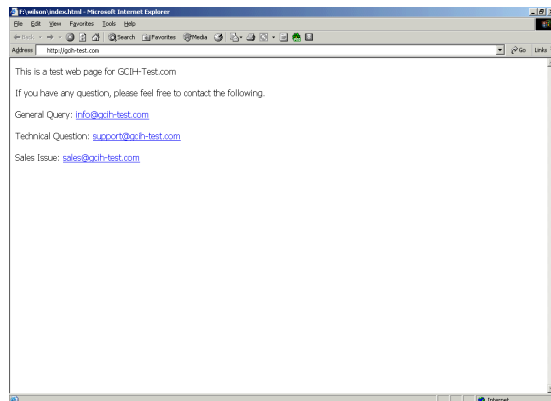 F:\wilson\index.html - Microsoft Internet Explorer
File Edit View Favorites Tools Help
Back Search Favorites Media
Address http://gcih-test.com Go Links
This is a test web page for GCIH-Test.com
If you have any question, please feel free to contact the following.
General Query: info@gcih-test.com
Technical Question: support@gcih-test.com
Sales Issue: sales@gcih-test.com
Internet